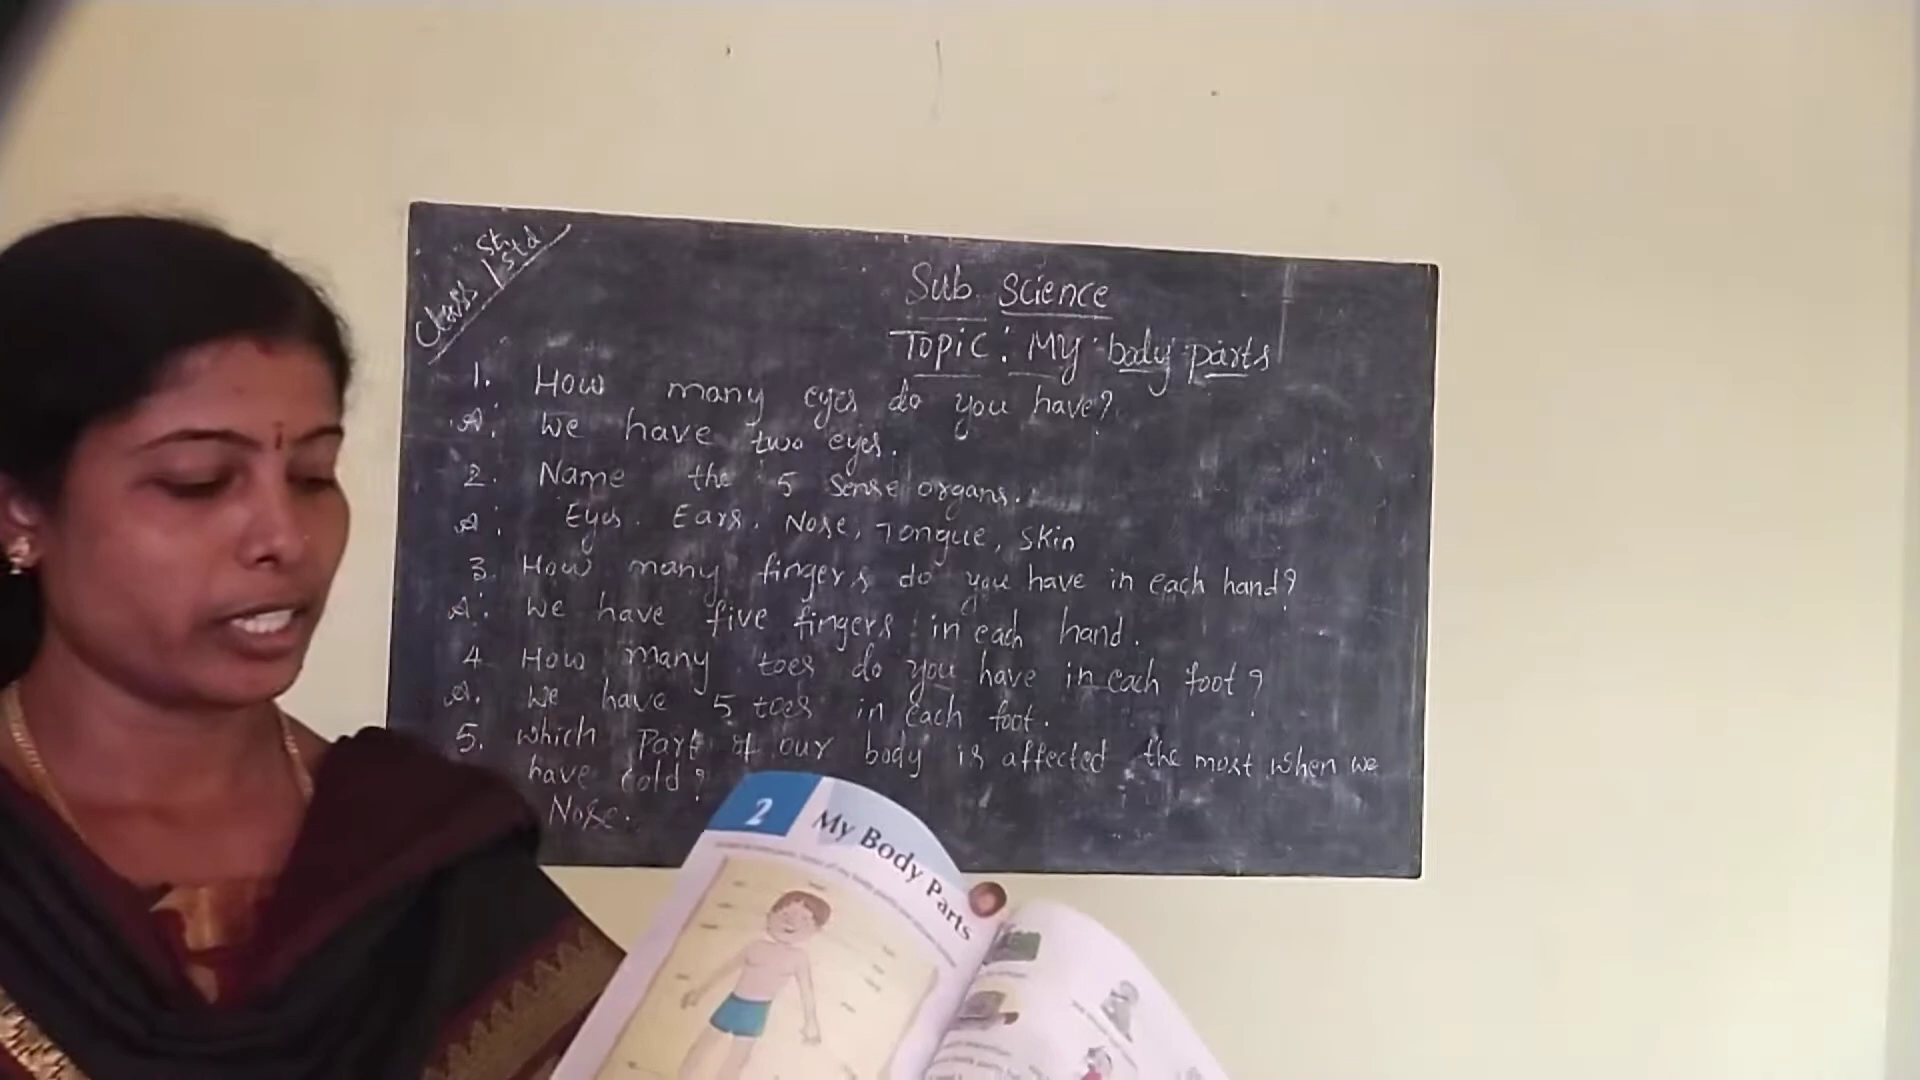 Class 1st Std
Sub. Science
Topic: My body parts
1. How many eyes do you have?
A: We have two eyes.
2. Name the 5 sense organs.
A: Eyes. Ears. Nose, Tongue, Skin
3. How many fingers do you have in each hand?
A: We have five fingers in each hand.
4 How many toes do you have in each foot?
A. We have 5 toes in each foot.
5. which part of our body is affected the most when we
have cold?
Nose.
2
My Body Parts